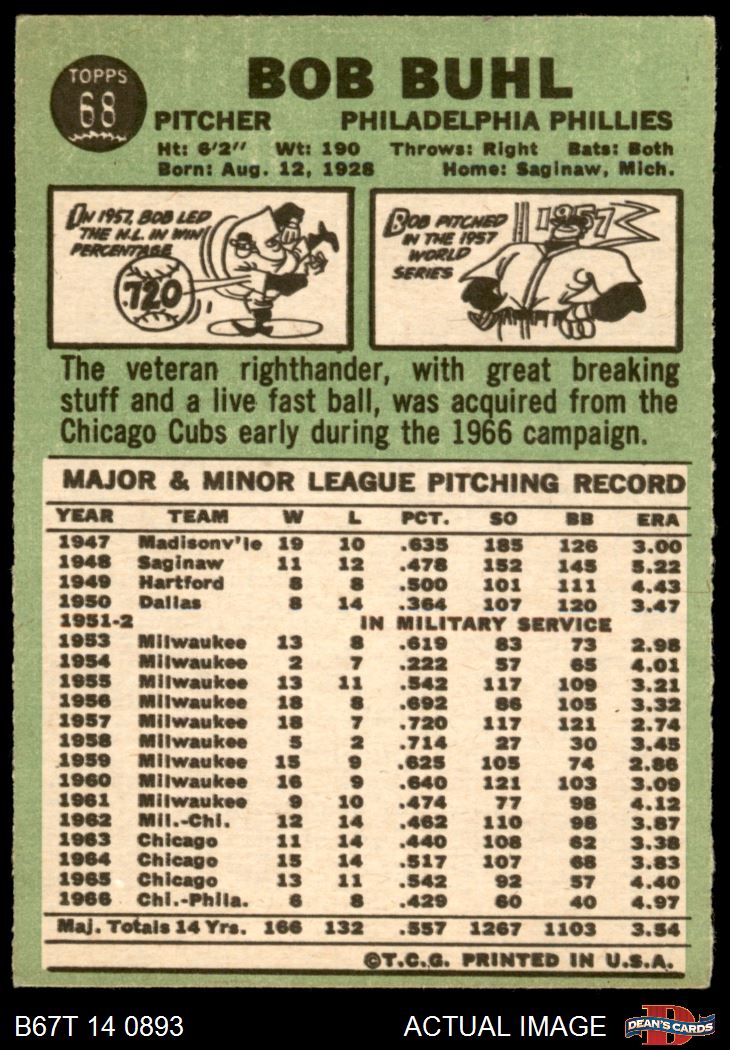 TOPPS
68
BOB BUHL
PITCHER PHILADELPHIA PHILLIES
Ht: 6'2" Wt: 190 Throws: Right Bats: Both
Born: Aug. 12, 1928 Home: Saginaw, Mich.
IN 1957, BOB LED
THE N.L. IN WIN
PERCENTAGE
.720
BOB PITCHED
IN THE 1957
WORLD
SERIES
1957
The veteran righthander, with great breaking
stuff and a live fast ball, was acquired from the
Chicago Cubs early during the 1966 campaign.
MAJOR & MINOR LEAGUE PITCHING RECORD
YEAR TEAM W L PCT. SO BB ERA
1947 Madisonv'le 19 10 .635 185 126 3.00
1948 Saginaw 11 12 .478 152 145 5.22
1949 Hartford 8 8 .500 101 111 4.43
1950 Dallas 8 14 .364 107 120 3.47
1951-2 IN MILITARY SERVICE
1953 Milwaukee 13 8 .619 83 73 2.98
1954 Milwaukee 2 7 .222 57 65 4.01
1955 Milwaukee 13 11 .542 117 109 3.21
1956 Milwaukee 18 8 .692 86 105 3.32
1957 Milwaukee 18 7 .720 117 121 2.74
1958 Milwaukee 5 2 .714 27 30 3.45
1959 Milwaukee 15 9 .625 105 74 2.86
1960 Milwaukee 16 9 .640 121 103 3.09
1961 Milwaukee 9 10 .474 77 98 4.12
1962 Mil.-Chi. 12 14 .462 110 98 3.87
1963 Chicago 11 14 .440 108 62 3.38
1964 Chicago 15 14 .517 107 68 3.83
1965 Chicago 13 11 .542 92 57 4.40
1966 Chi.-Phila. 6 8 .429 60 40 4.97
Maj. Totals 14 Yrs. 166 132 .557 1267 1103 3.54
©T.C.G. PRINTED IN U.S.A.
B67T 14 0893 ACTUAL IMAGE
D
DEAN'S CARDS